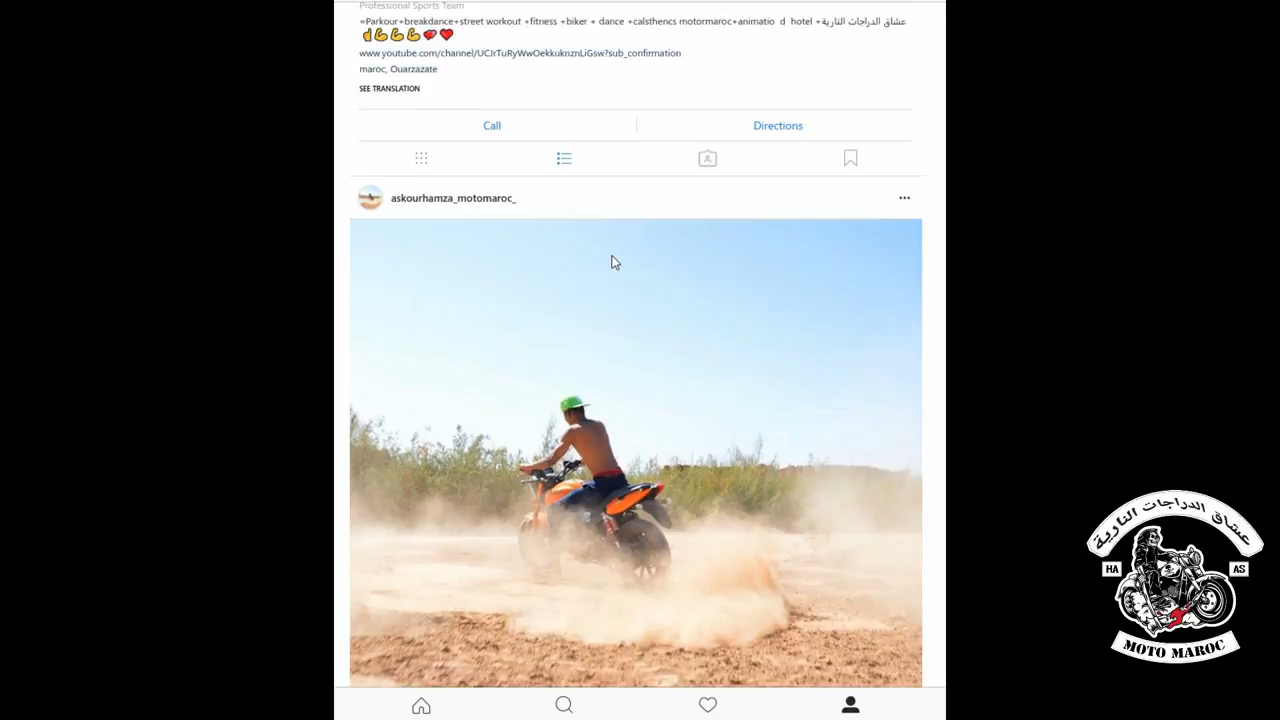 Professional Sports Team
=Parkour+breakdance+street workout +fitness +biker + dance +calsthencs motormaroc+animatio d hotel +عشاق الدراجات النارية
www.youtube.com/channel/UCJrTuRyWwOekkuknznLiGsw?sub_confirmation
maroc, Ouarzazate
SEE TRANSLATION
Call Directions
askourhamza_motomaroc_
عشاق الدراجات النارية
HA AS
MOTO MAROC